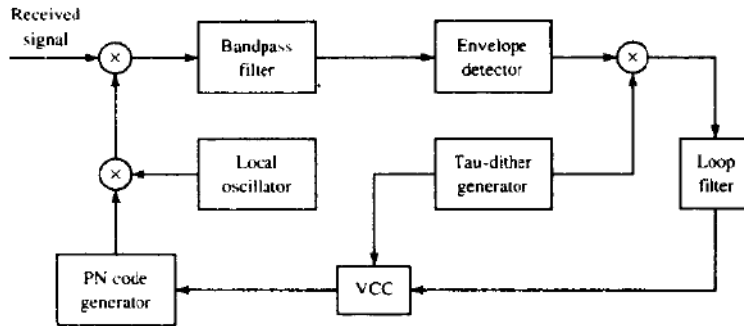 Received
signal
×
Bandpass
filter
Envelope
detector
×
×
Local
oscillator
Tau-dither
generator
Loop
filter
PN code
generator
VCC